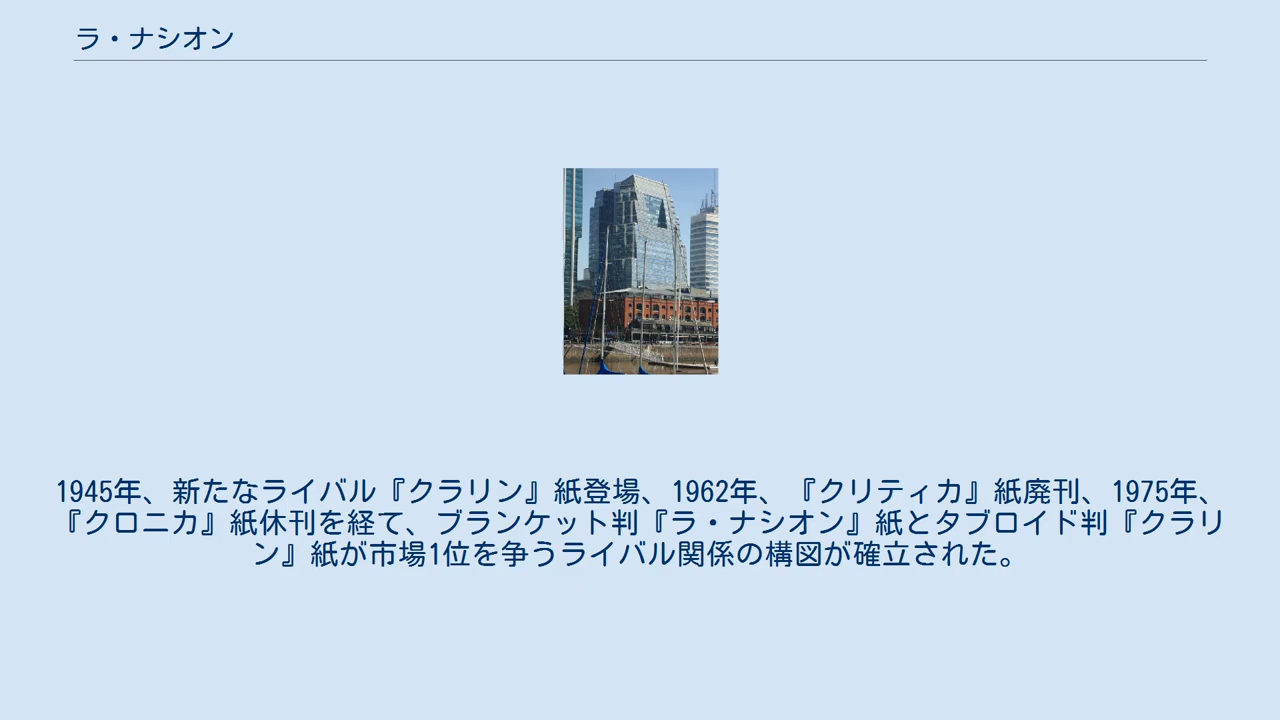 ラ・ナシオン
1945年、新たなライバル『クラリン』紙登場、1962年、『クリティカ』紙廃刊、1975年、
『クロニカ』紙休刊を経て、ブランケット判『ラ・ナシオン』紙とタブロイド判『クラリ
ン』紙が市場1位を争うライバル関係の構図が確立された。